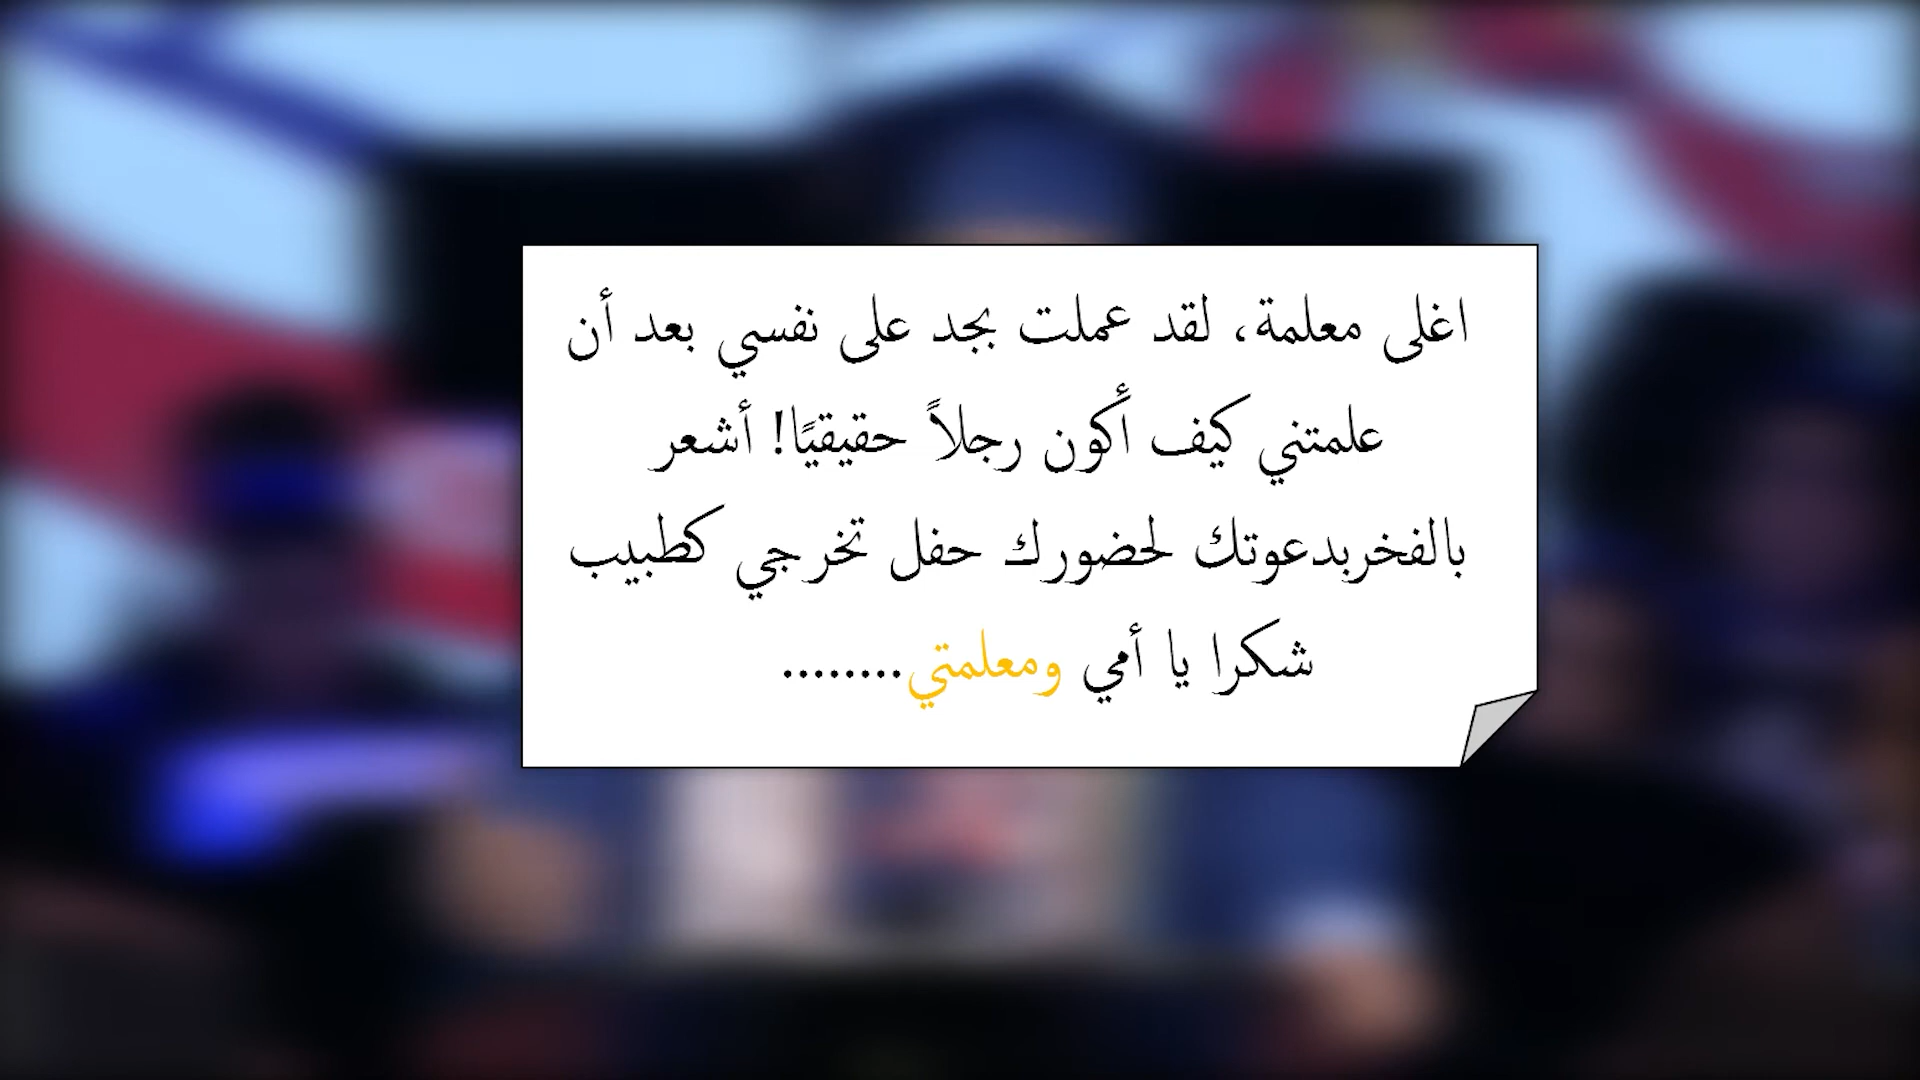 اغلى معلمة، لقد عملت بجد على نفسي بعد أن
علمتني كيف أكون رجلاً حقيقيًا! أشعر
بالفخربدعوتك لحضورك حفل تخرجي كطبيب
شكرا يا أمي ومعلمتي........